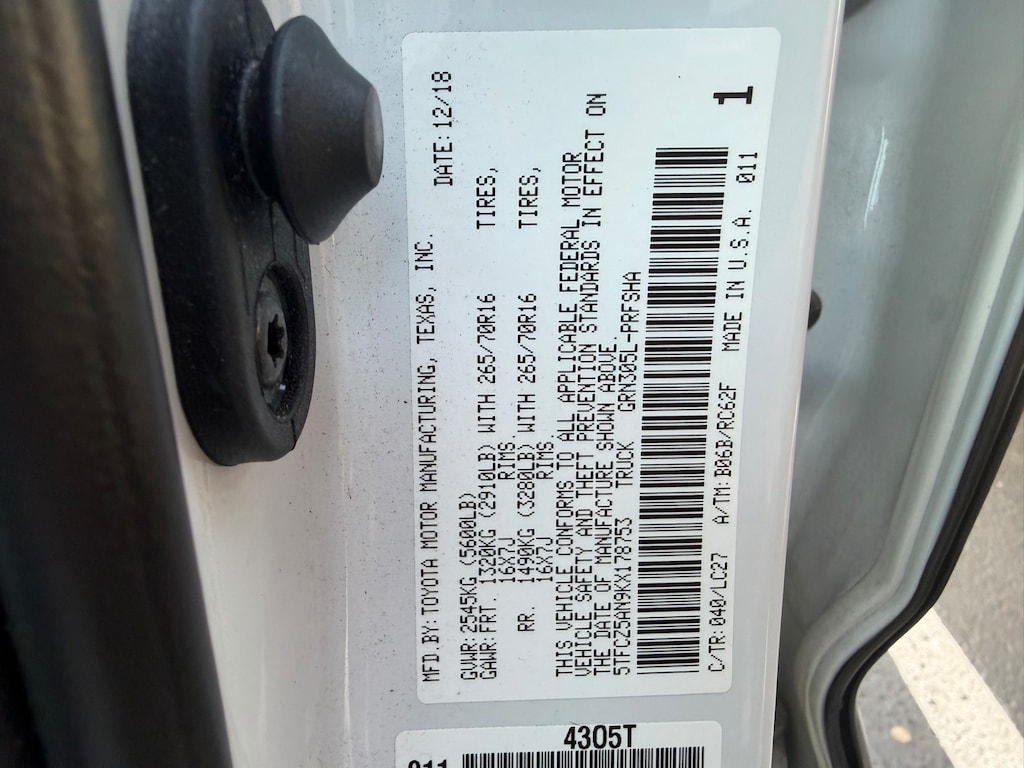 MFD.BY: TOYOTA MOTOR MANUFACTURING, TEXAS, INC.
DATE: 12/18
GVWR: 2545KG (5600LB)
GAWR: FRT. 1320KG (2910LB) WITH 265/70R16 TIRES,
16X7J RIMS.
RR. 1490KG (3280LB) WITH 265/70R16 TIRES,
16X7J RIMS.
THIS VEHICLE CONFORMS TO ALL APPLICABLE FEDERAL MOTOR
VEHICLE SAFETY AND THEFT PREVENTION STANDARDS IN EFFECT ON
THE DATE OF MANUFACTURE SHOWN ABOVE.
5TFCZ5AN9KX178753 TRUCK GRN305L-PRFSHA
C/TR: 040/LC27 A/TM: B06B/RC62F MADE IN U.S.A. 011
1
4305T